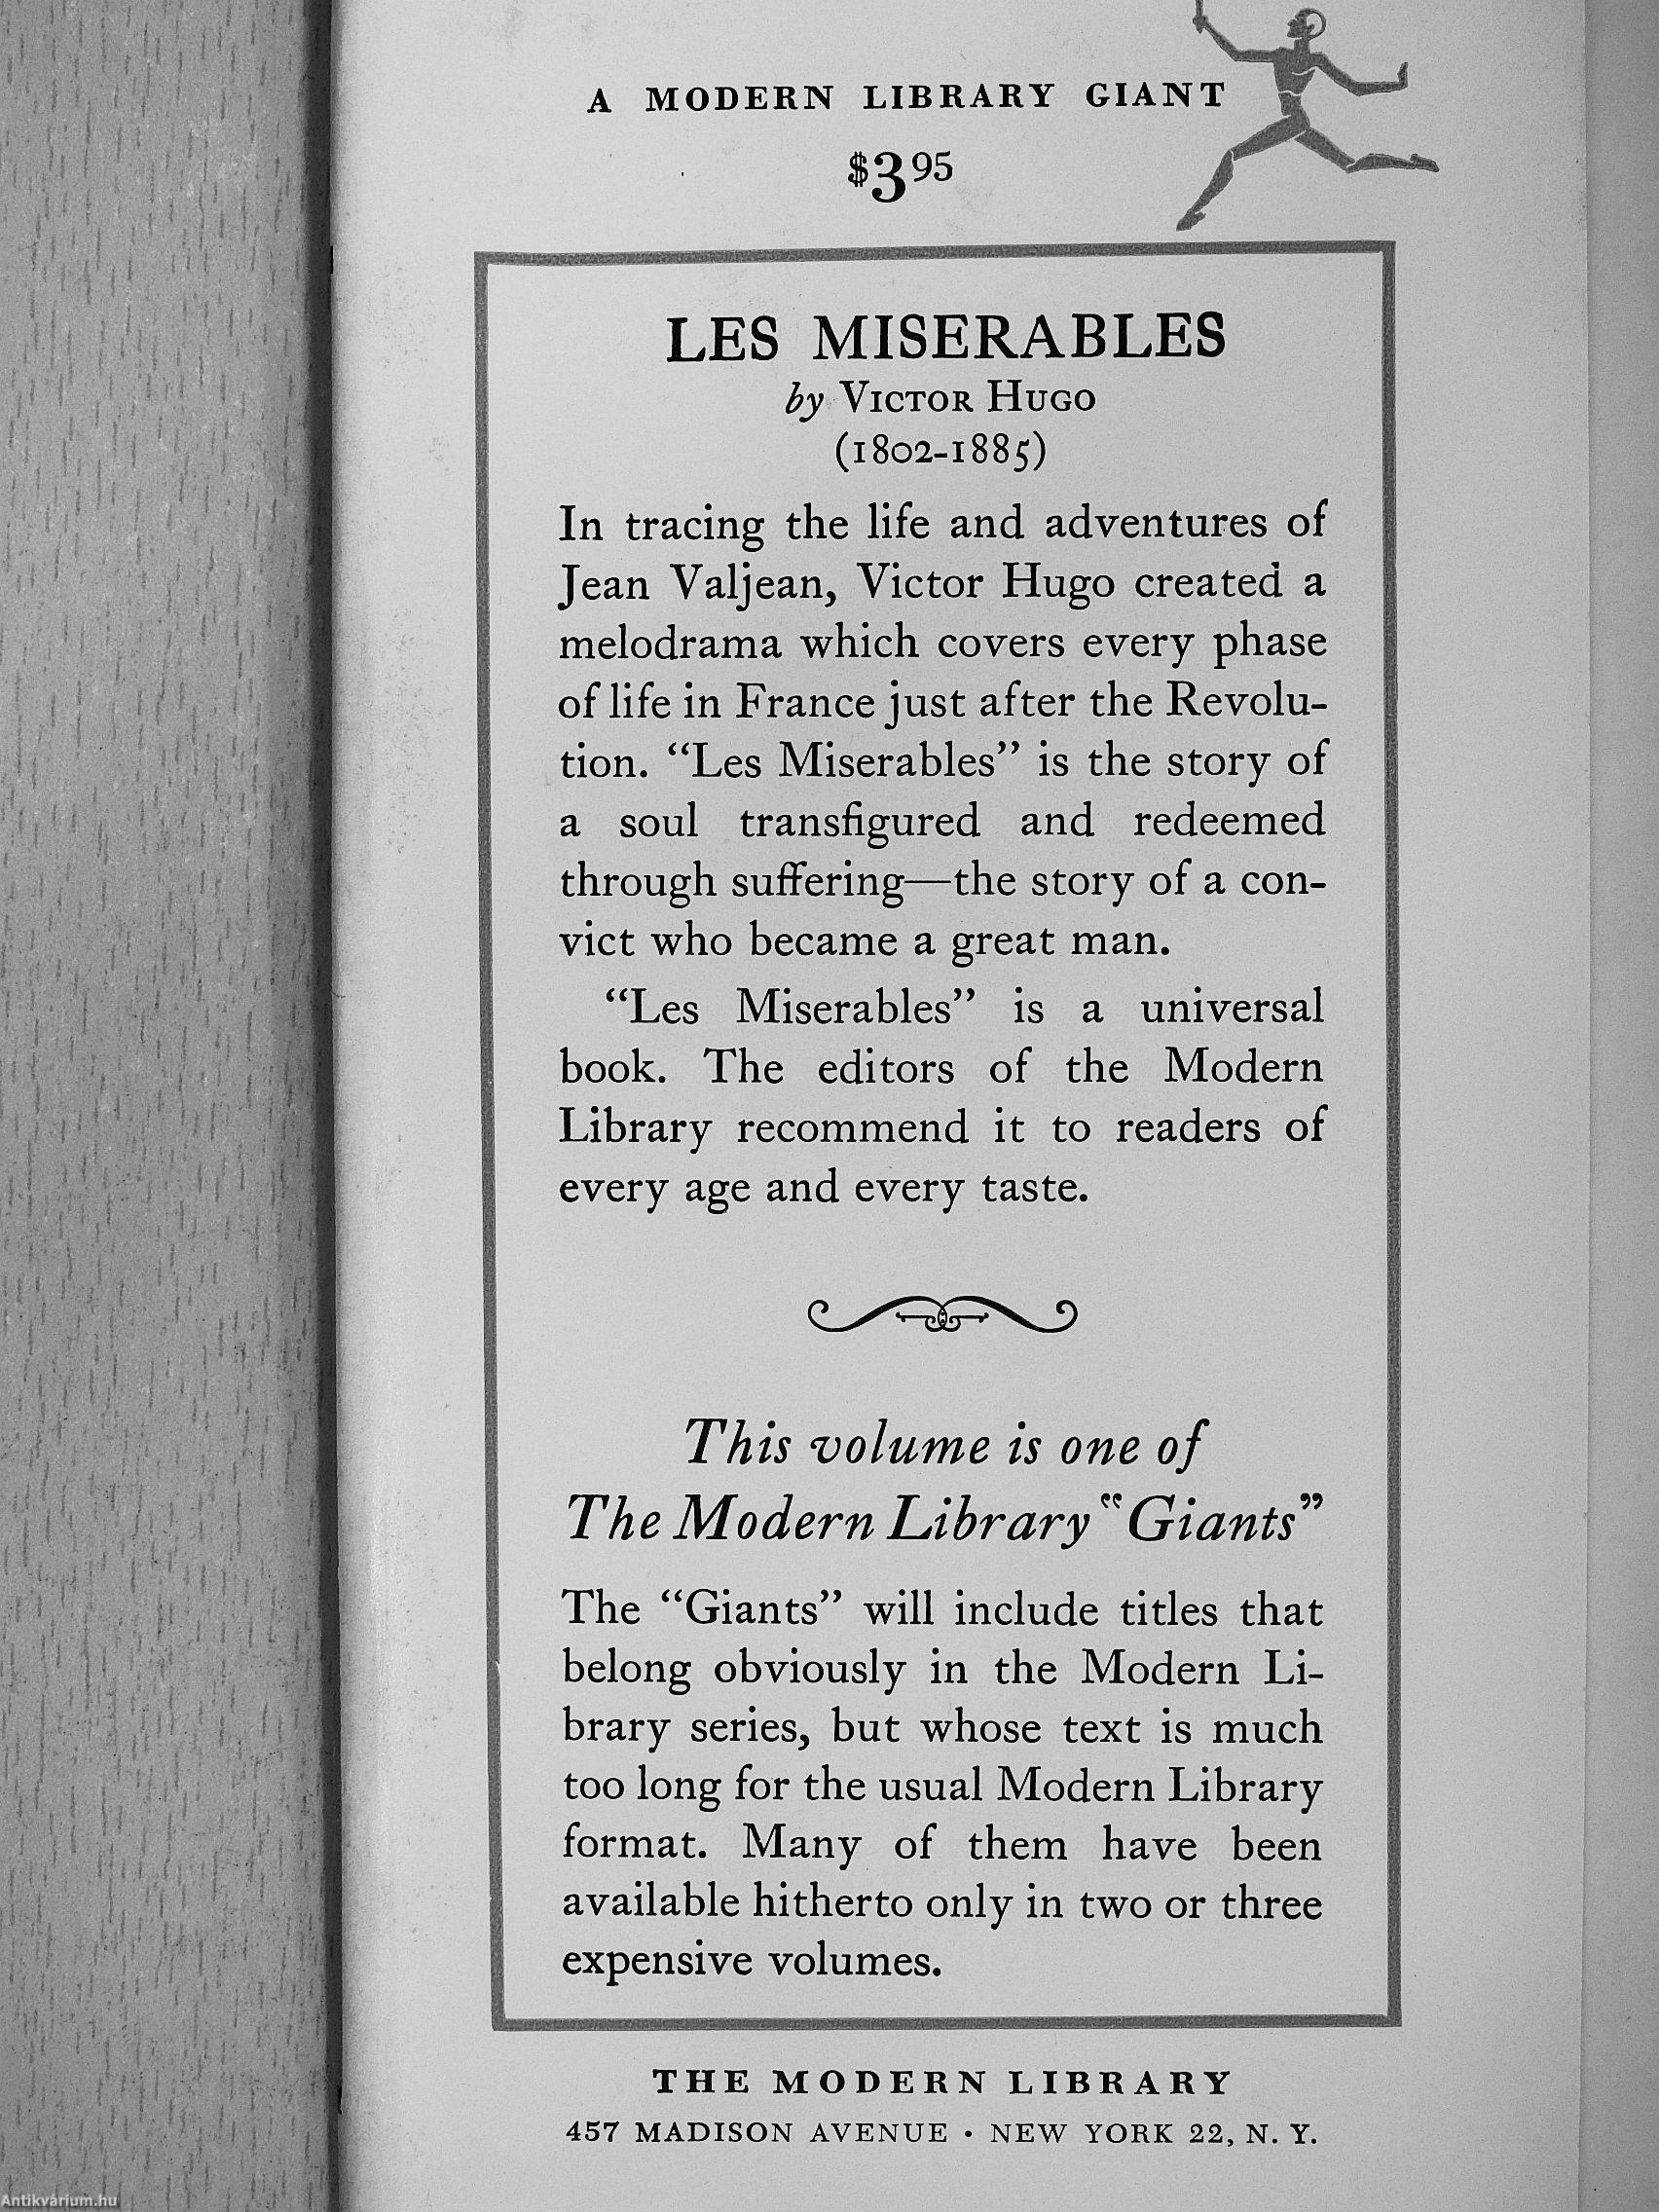 A MODERN LIBRARY GIANT
$3 95
LES MISERABLES
by VICTOR HUGO
(1802-1885)
In tracing the life and adventures of
Jean Valjean, Victor Hugo created a
melodrama which covers every phase
of life in France just after the Revolu-
tion. “Les Miserables” is the story of
a soul transfigured and redeemed
through suffering—the story of a con-
vict who became a great man.
“Les Miserables” is a universal
book. The editors of the Modern
Library recommend it to readers of
every age and every taste.
This volume is one of
The Modern Library “Giants”
The “Giants” will include titles that
belong obviously in the Modern Li-
brary series, but whose text is much
too long for the usual Modern Library
format. Many of them have been
available hitherto only in two or three
expensive volumes.
THE MODERN LIBRARY
457 MADISON AVENUE • NEW YORK 22, N. Y.
Antikvárium.hu